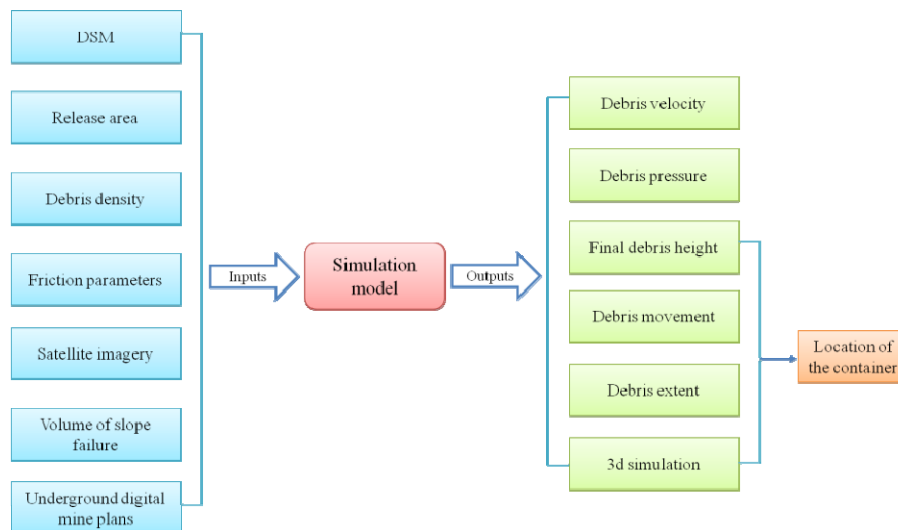 DSM
Release area
Debris density
Friction parameters
Satellite imagery
Volume of slope
failure
Underground digital
mine plans
Inputs
Simulation
model
Outputs
Debris velocity
Debris pressure
Final debris height
Debris movement
Debris extent
3d simulation
Location of
the container